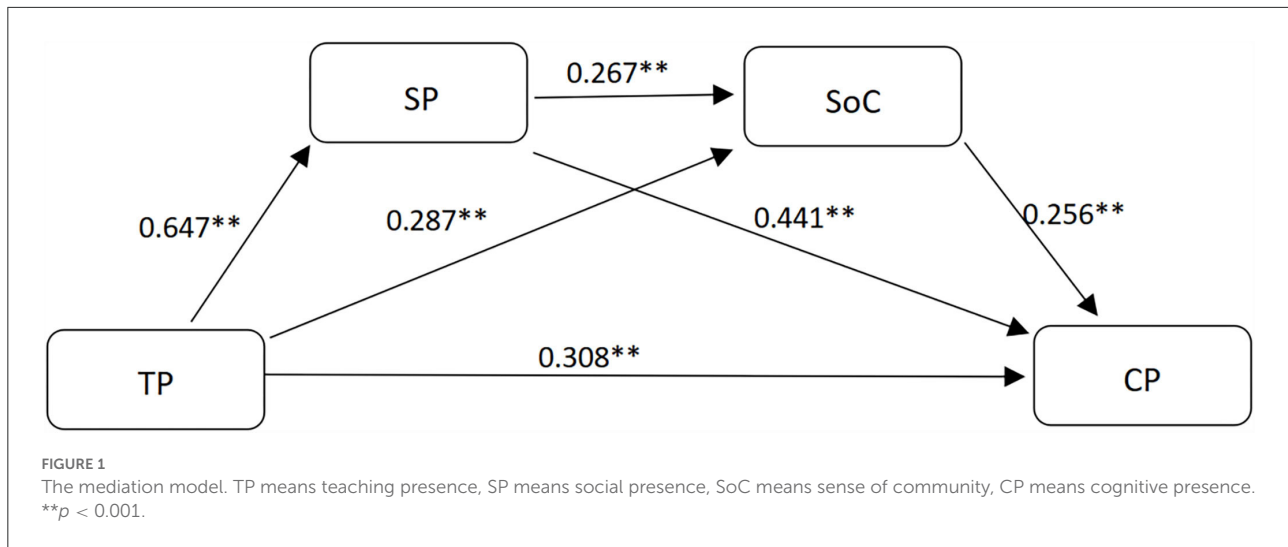 0.267**
SP
SoC
0.647**
0.287**
0.441**
0.256**
0.308**
TP
CP
FIGURE 1
The mediation model. TP means teaching presence, SP means social presence, SoC means sense of community, CP means cognitive presence.
**p < 0.001.